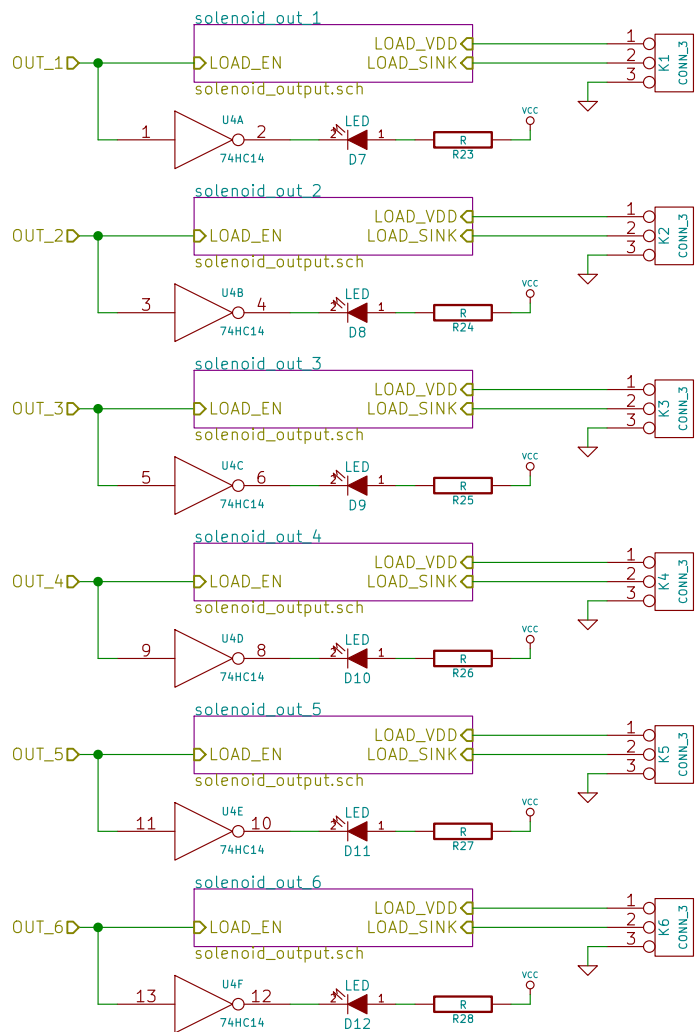 solenoid_out_1
OUT_1 LOAD_EN LOAD_VDD 1 K1 CONN_3
LOAD_SINK 2
3
solenoid_output.sch
1 U4A 74HC14 2 2 LED D7 1 R R23 VCC
solenoid_out_2
OUT_2 LOAD_EN LOAD_VDD 1 K2 CONN_3
LOAD_SINK 2
3
solenoid_output.sch
3 U4B 74HC14 4 2 LED D8 1 R R24 VCC
solenoid_out_3
OUT_3 LOAD_EN LOAD_VDD 1 K3 CONN_3
LOAD_SINK 2
3
solenoid_output.sch
5 U4C 74HC14 6 2 LED D9 1 R R25 VCC
solenoid_out_4
OUT_4 LOAD_EN LOAD_VDD 1 K4 CONN_3
LOAD_SINK 2
3
solenoid_output.sch
9 U4D 74HC14 8 2 LED D10 1 R R26 VCC
solenoid_out_5
OUT_5 LOAD_EN LOAD_VDD 1 K5 CONN_3
LOAD_SINK 2
3
solenoid_output.sch
11 U4E 74HC14 10 2 LED D11 1 R R27 VCC
solenoid_out_6
OUT_6 LOAD_EN LOAD_VDD 1 K6 CONN_3
LOAD_SINK 2
3
solenoid_output.sch
13 U4F 74HC14 12 2 LED D12 1 R R28 VCC